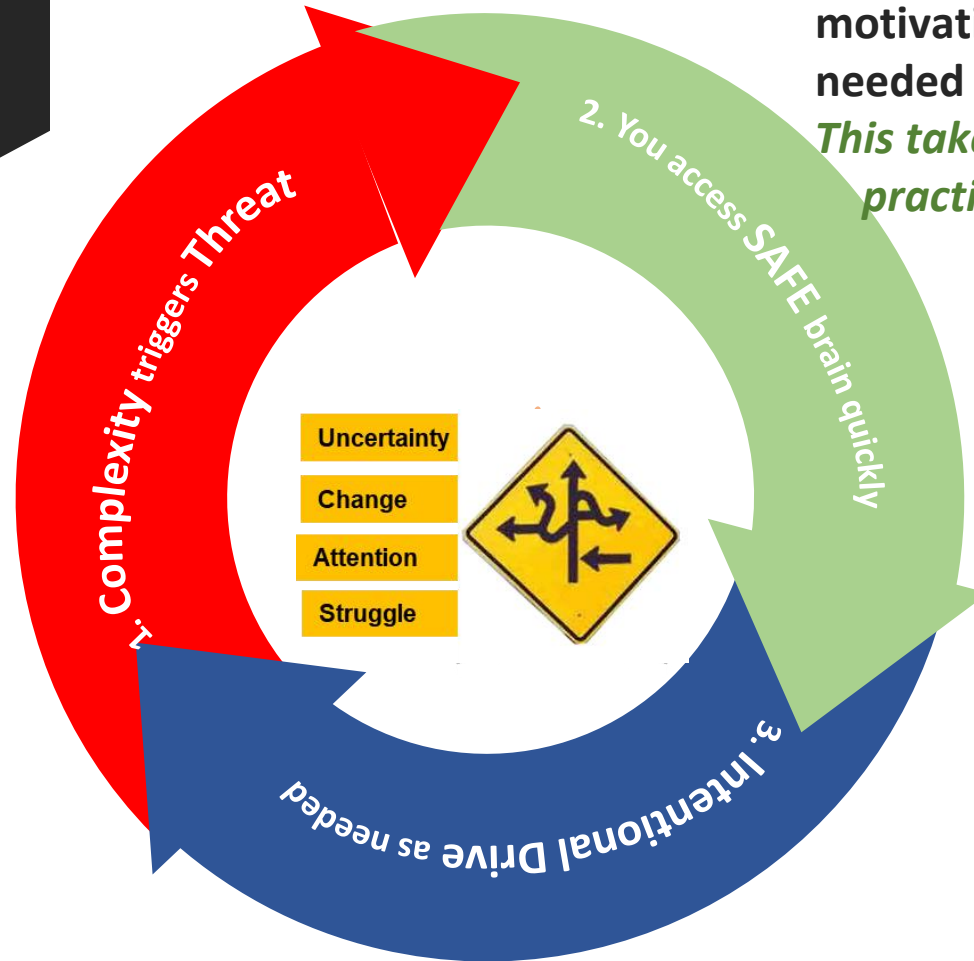 motivati
needed
This take
practi
1. Complexity triggers Threat
2. You access SAFE brain quickly
3. Intentional Drive as needed
Uncertainty
Change
Attention
Struggle